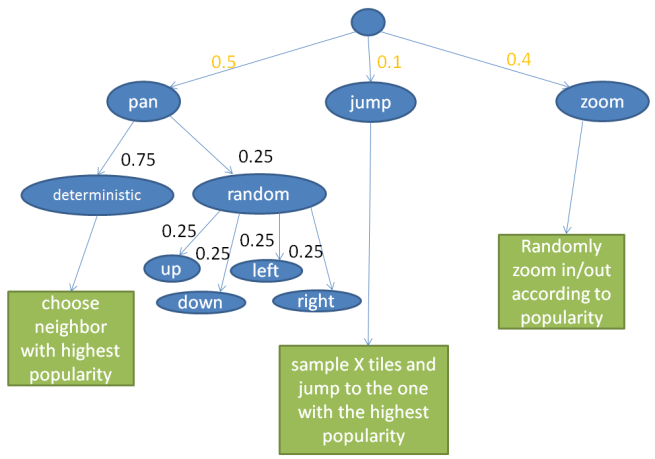 0.5
0.1
0.4
pan
jump
zoom
0.75
0.25
deterministic
random
0.25
0.25
0.25
0.25
up
left
down
right
choose
neighbor
with highest
popularity
sample X tiles and
jump to the one
with the highest
popularity
Randomly
zoom in/out
according to
popularity